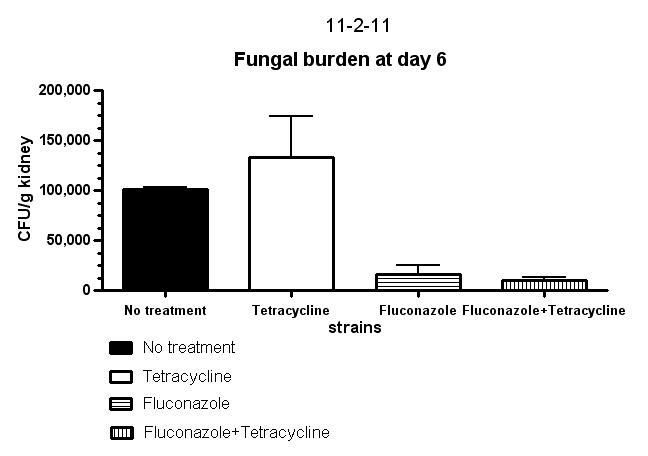 11-2-11
Fungal burden at day 6
200,000
150,000
100,000
50,000
0
CFU/g kidney
No treatment Tetracycline Fluconazole Fluconazole+Tetracycline
strains
No treatment
Tetracycline
Fluconazole
Fluconazole+Tetracycline